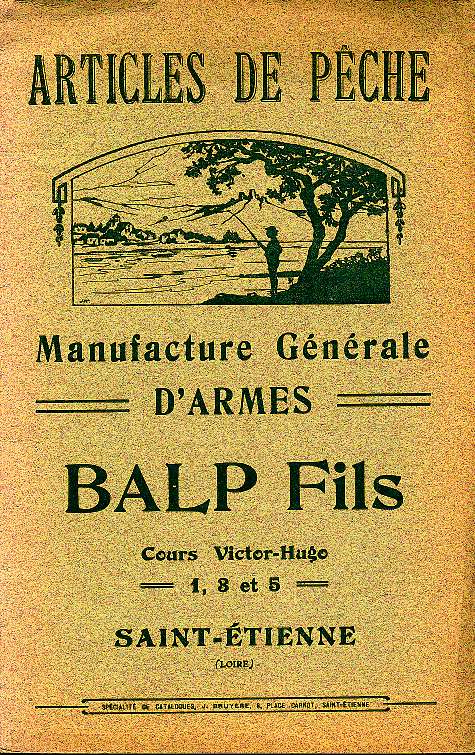 ARTICLES DE PÊCHE
Manufacture Générale
D'ARMES
BALP Fils
Cours Victor-Hugo
1, 3 et 5
SAINT-ÉTIENNE
(LOIRE)
SPÉCIALITÉ DE CATALOGUES, J. BRUYÈRE, 8, PLACE CARNOT, SAINT-ÉTIENNE